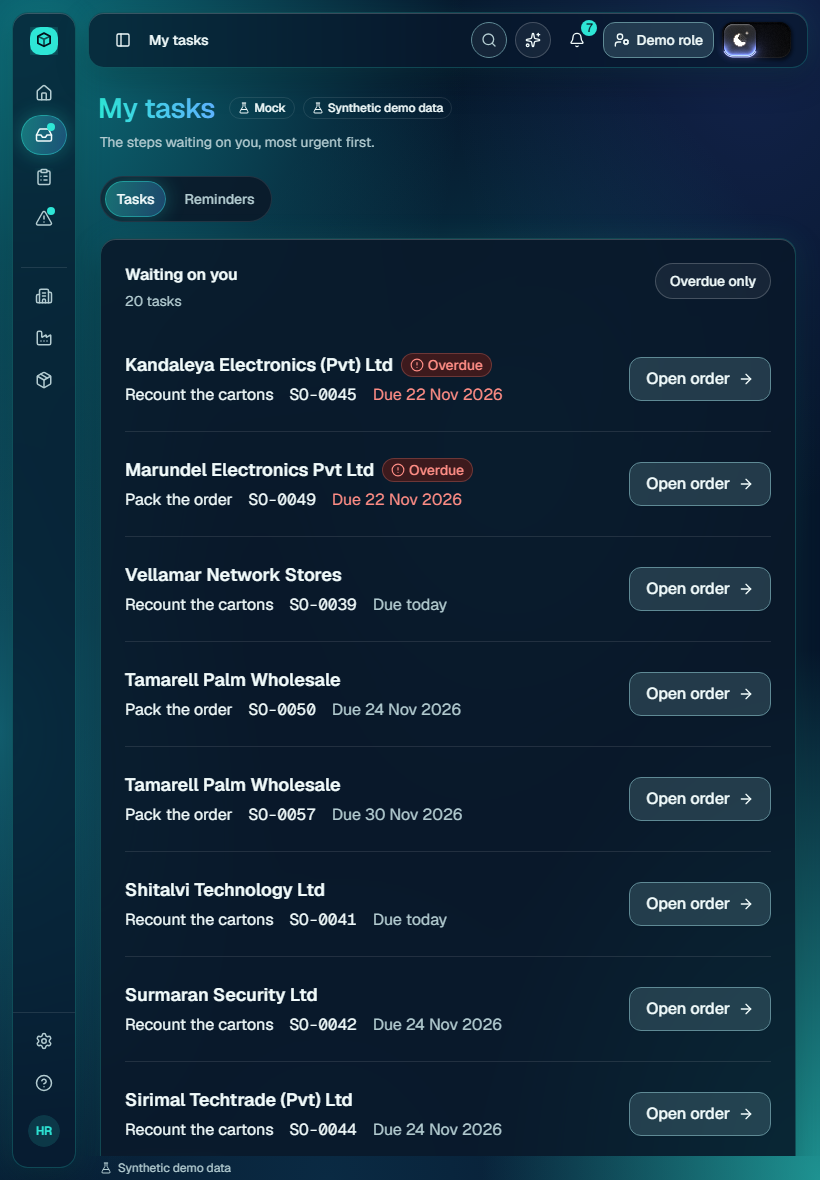 My tasks
7
Demo role
My tasks
Mock
Synthetic demo data
The steps waiting on you, most urgent first.
Tasks
Reminders
Waiting on you
20 tasks
Overdue only
Kandaleya Electronics (Pvt) Ltd Overdue
Recount the cartons SO-0045 Due 22 Nov 2026
Open order
Marundel Electronics Pvt Ltd Overdue
Pack the order SO-0049 Due 22 Nov 2026
Open order
Vellamar Network Stores
Recount the cartons SO-0039 Due today
Open order
Tamarell Palm Wholesale
Pack the order SO-0050 Due 24 Nov 2026
Open order
Tamarell Palm Wholesale
Pack the order SO-0057 Due 30 Nov 2026
Open order
Shitalvi Technology Ltd
Recount the cartons SO-0041 Due today
Open order
Surmaran Security Ltd
Recount the cartons SO-0042 Due 24 Nov 2026
Open order
Sirimal Techtrade (Pvt) Ltd
Recount the cartons SO-0044 Due 24 Nov 2026
Open order
HR
Synthetic demo data